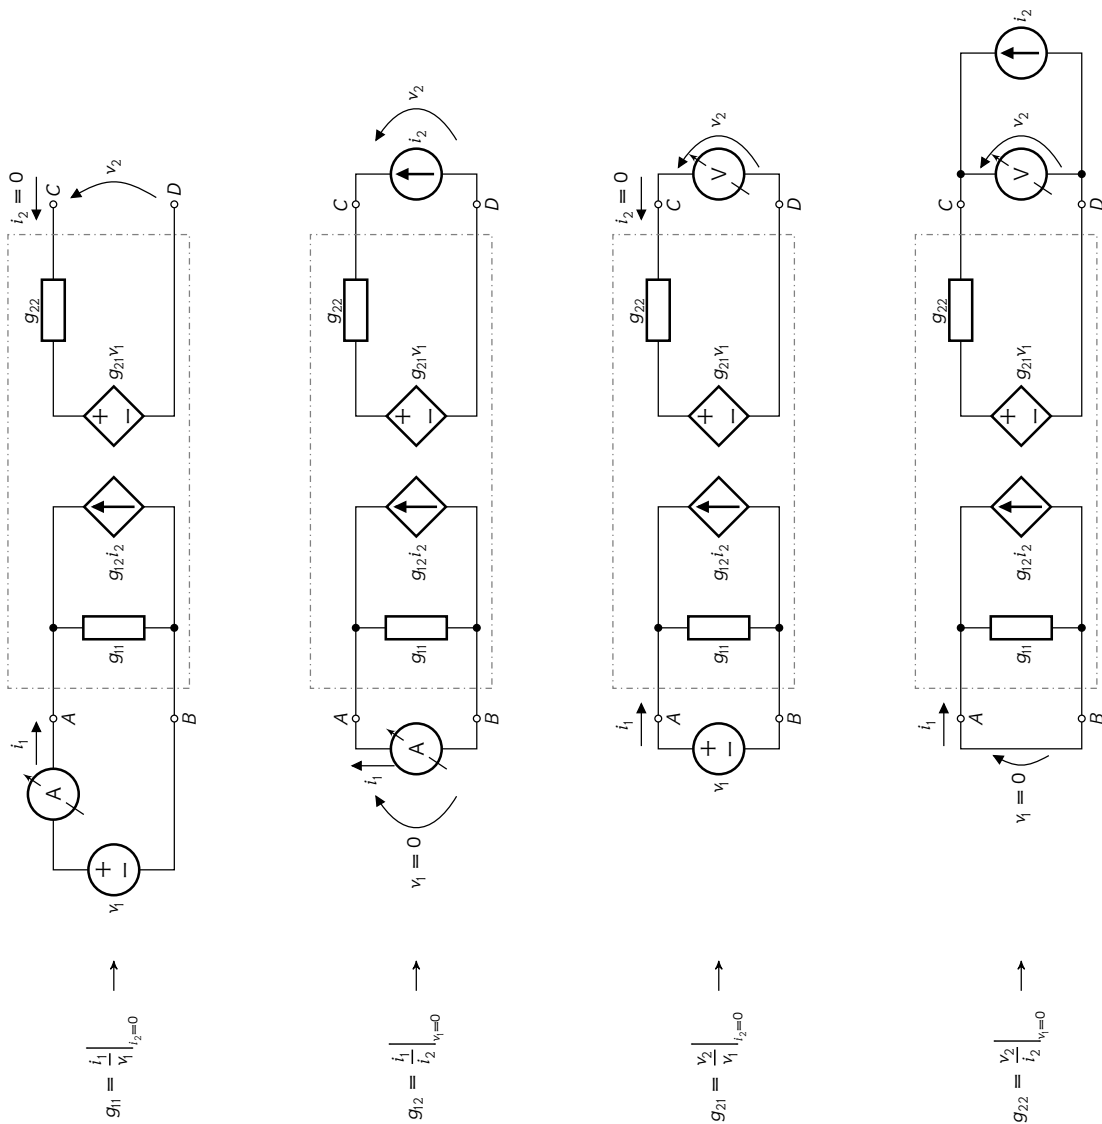 g11 = i1/v1 |i2=0
v1
A
i1
A
B
g11
g12i2
g21v1
g22
i2 = 0
C
v2
D
g12 = i1/i2 |v1=0
v1 = 0
i1
A
A
B
g11
g12i2
g21v1
g22
C
D
i2
v2
g21 = v2/v1 |i2=0
v1
i1
A
B
g11
g12i2
g21v1
g22
i2 = 0
C
D
V
v2
g22 = v2/i2 |v1=0
v1 = 0
i1
A
B
g11
g12i2
g21v1
g22
C
D
V
v2
i2